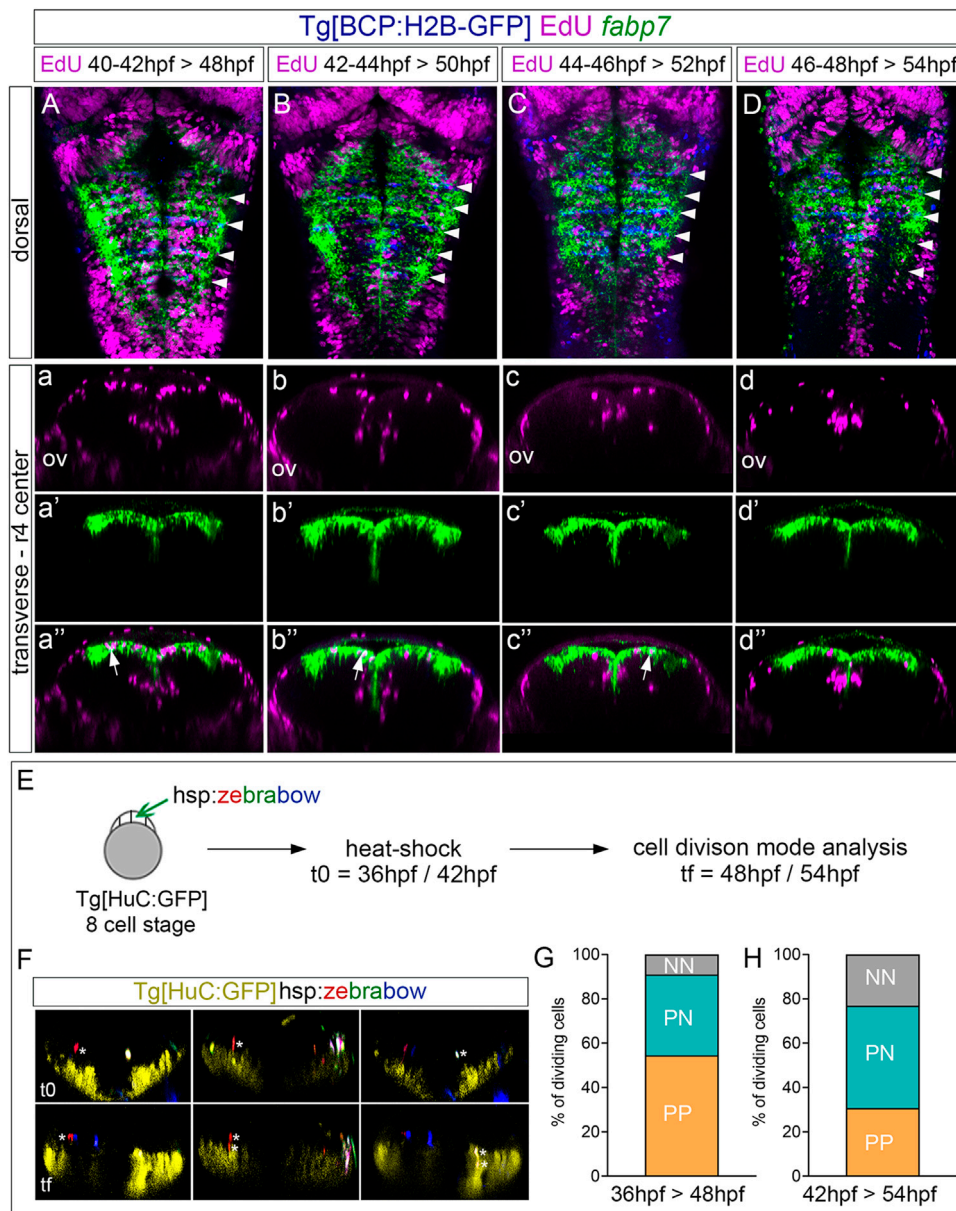 Tg[BCP:H2B-GFP] EdU fabp7
EdU 40-42hpf > 48hpf
EdU 42-44hpf > 50hpf
EdU 44-46hpf > 52hpf
EdU 46-48hpf > 54hpf
dorsal
A
B
C
D
transverse - r4 center
a
ov
b
ov
c
ov
d
ov
a'
b'
c'
d'
a''
b''
c''
d''
E
hsp:zebrabow
Tg[HuC:GFP]
8 cell stage
heat-shock
t0 = 36hpf / 42hpf
cell divison mode analysis
tf = 48hpf / 54hpf
F
Tg[HuC:GFP]hsp:zebrabow
t0
*
*
*
tf
*
*
*
*
*
G
% of dividing cells
100
80
60
40
20
0
NN
PN
PP
36hpf > 48hpf
H
% of dividing cells
100
80
60
40
20
0
NN
PN
PP
42hpf > 54hpf